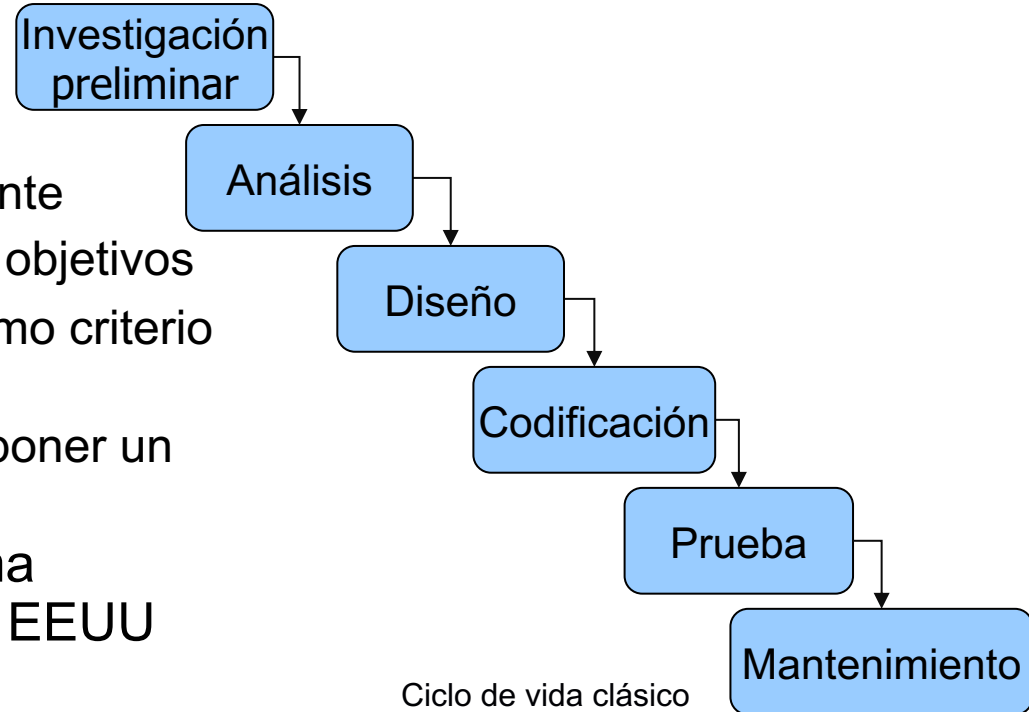 Investigación
preliminar
Análisis
Diseño
Codificación
Prueba
Mantenimiento
nte
objetivos
mo criterio
poner un
na
EEUU
Ciclo de vida clásico